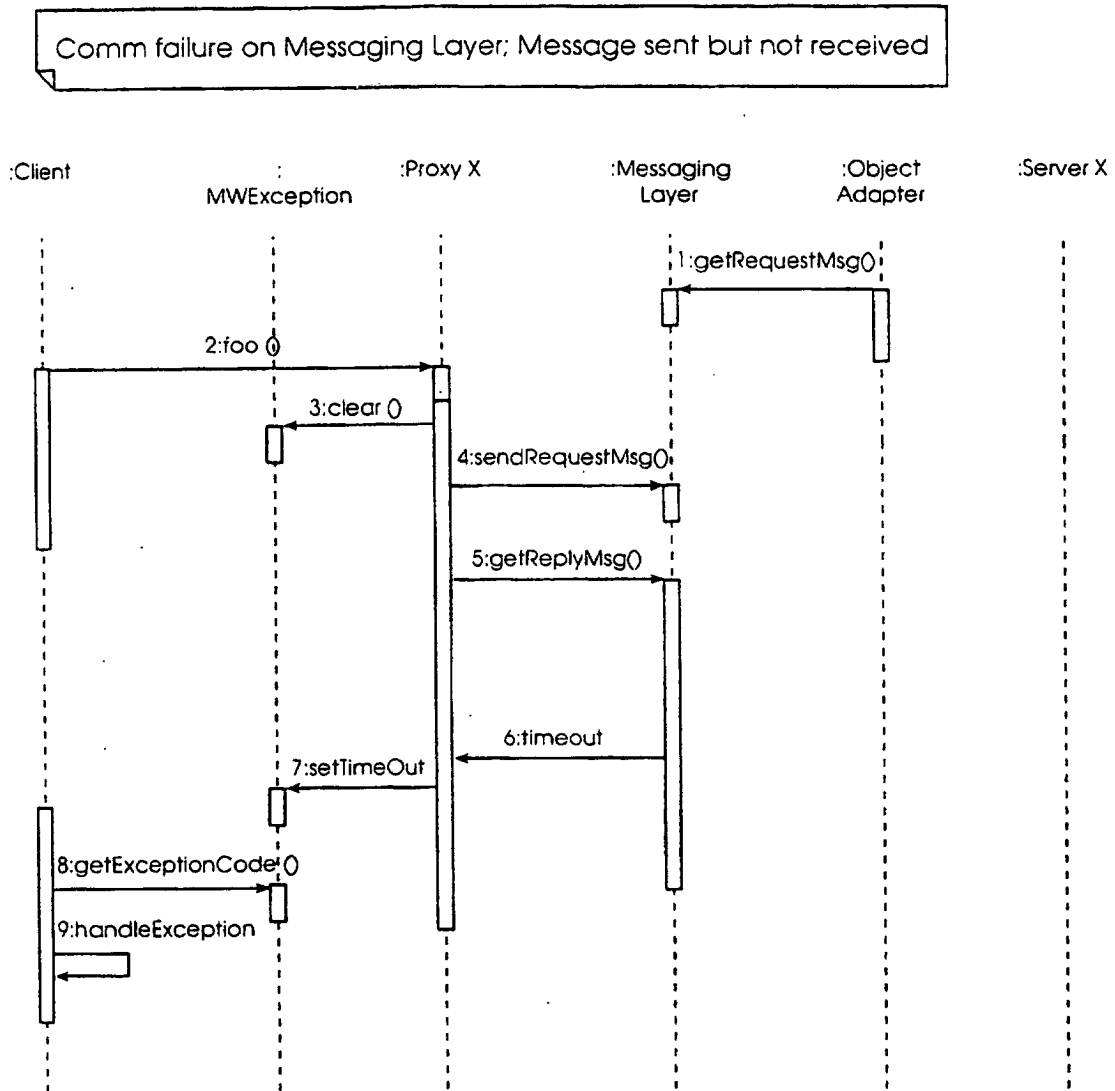 Comm failure on Messaging Layer; Message sent but not received
:Client
:
MWException
:Proxy X
:Messaging
Layer
:Object
Adapter
:Server X
1:getRequestMsg()
2:foo ()
3:clear ()
4:sendRequestMsg()
5:getReplyMsg()
6:timeout
7:setTimeOut
8:getExceptionCode ()
9:handleException